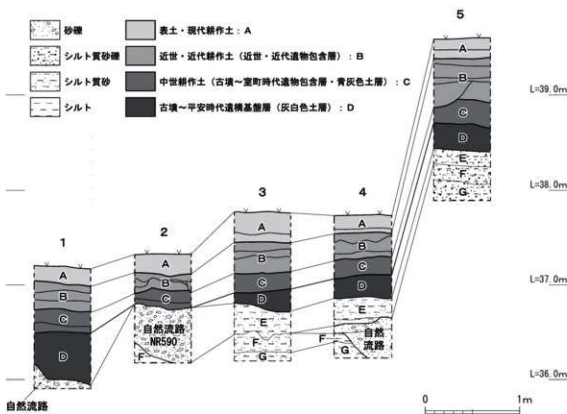 砂礫
シルト質砂礫
シルト質砂
シルト
表土・現代耕作土：A
近世・近代耕作土（近世・近代遺物包含層）：B
中世耕作土（古墳～室町時代遺物包含層・青灰色土層）：C
古墳～平安時代遺構基盤層（灰白色土層）：D
1
A
B
C
D
自然流路
2
A
B
C
自然流路
NR590
F
3
A
B
C
D
E
F
G
4
A
B
C
D
E
自然
流路
F
G
5
A
B
C
D
E
F
G
L=39.0m
L=38.0m
L=37.0m
L=36.0m
0 1m